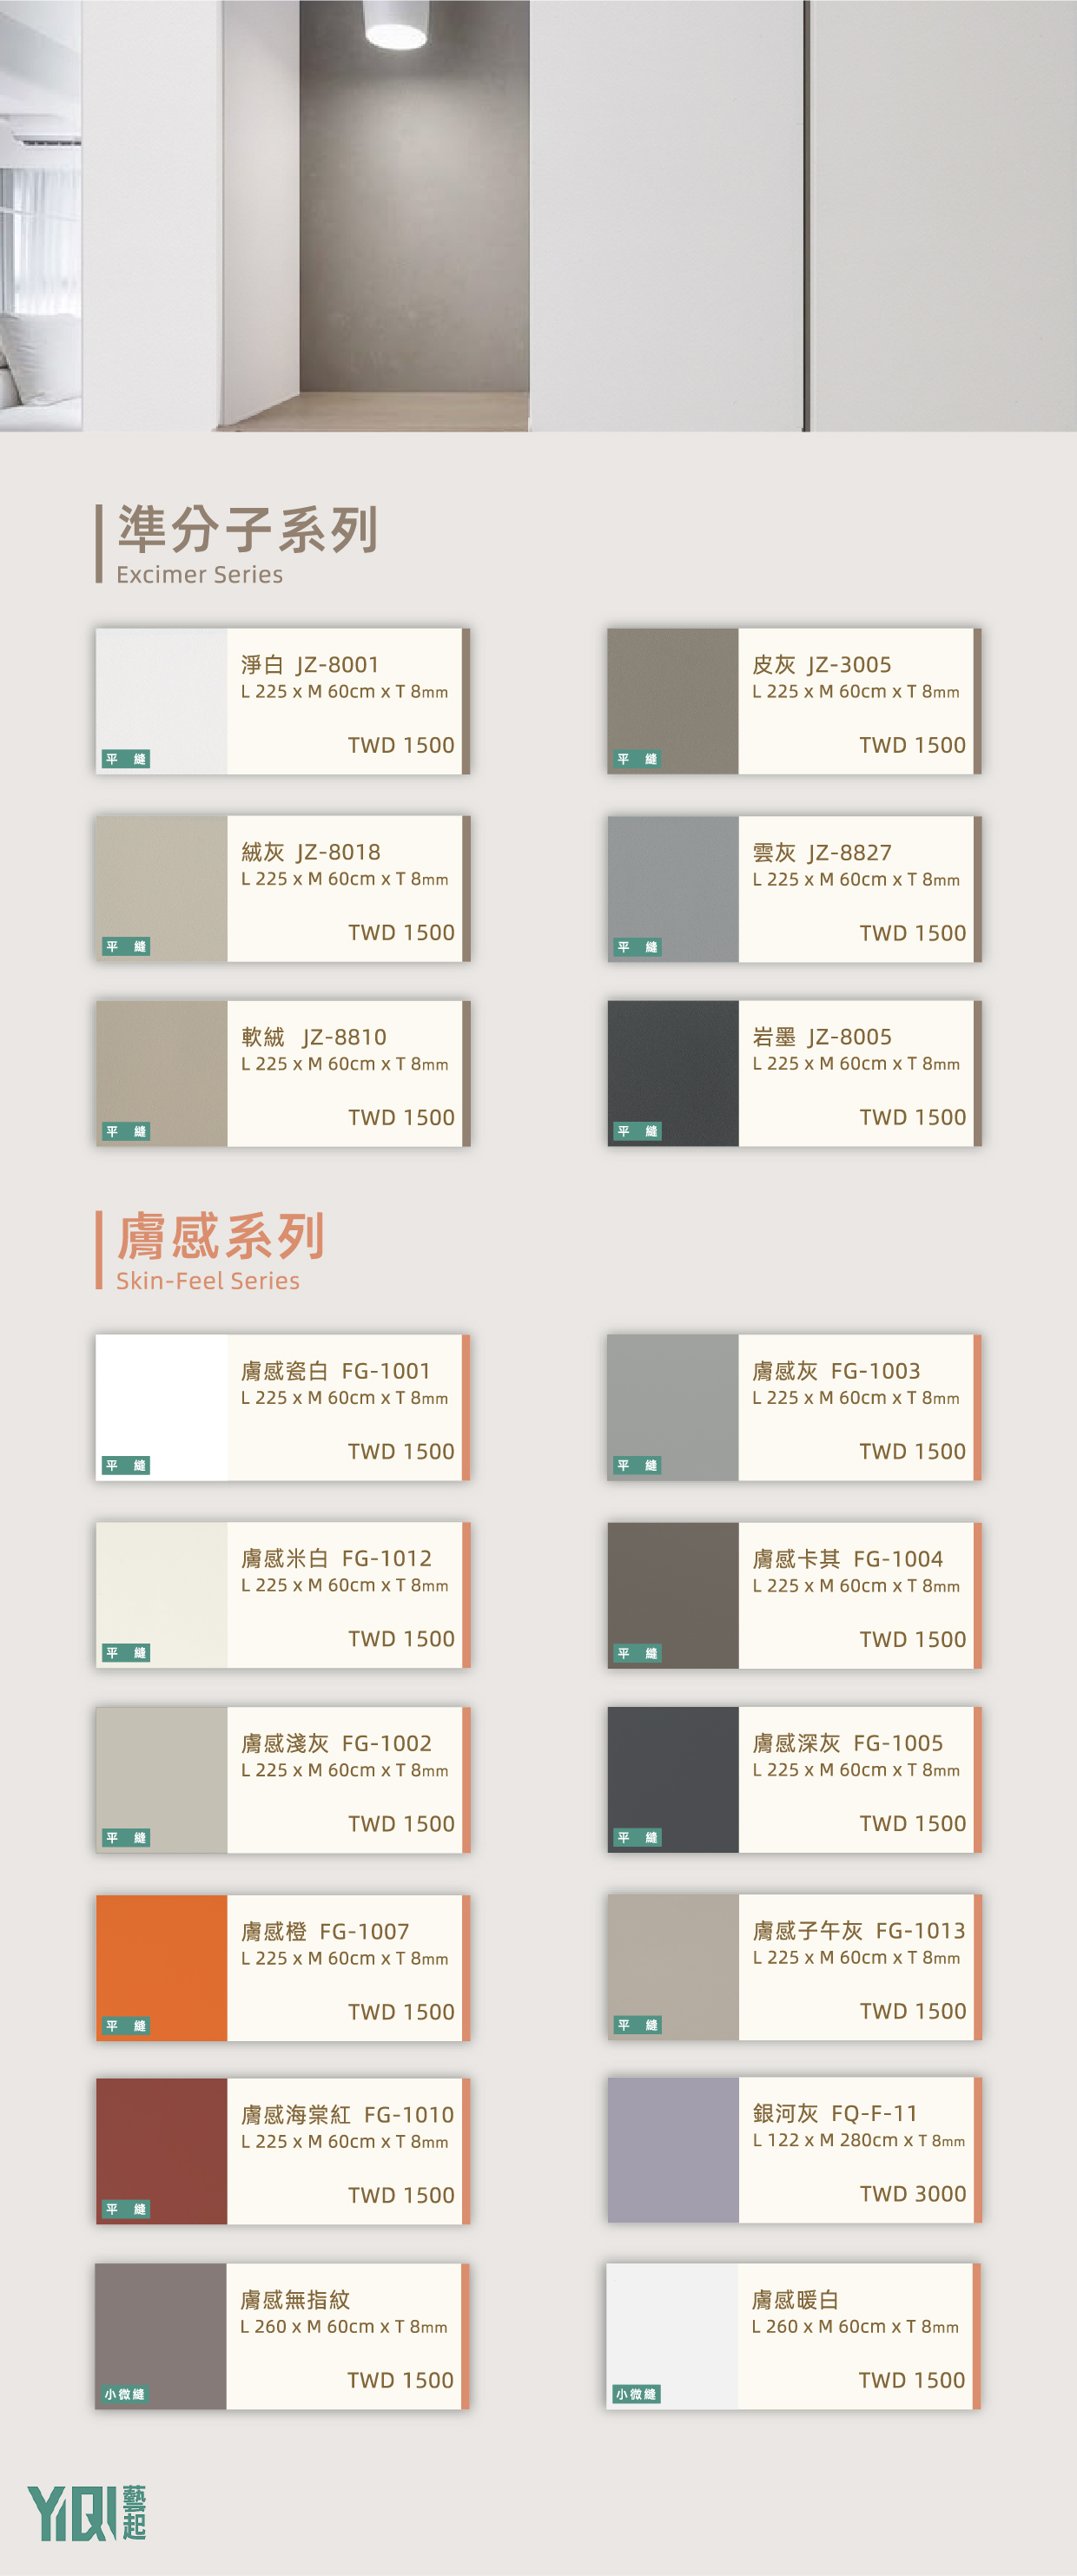 準分子系列
Excimer Series
淨白 JZ-8001
L 225 x M 60cm x T 8mm
TWD 1500
平 縫
皮灰 JZ-3005
L 225 x M 60cm x T 8mm
TWD 1500
平 縫
絨灰 JZ-8018
L 225 x M 60cm x T 8mm
TWD 1500
平 縫
雲灰 JZ-8827
L 225 x M 60cm x T 8mm
TWD 1500
平 縫
軟絨 JZ-8810
L 225 x M 60cm x T 8mm
TWD 1500
平 縫
岩墨 JZ-8005
L 225 x M 60cm x T 8mm
TWD 1500
平 縫
膚感系列
Skin-Feel Series
膚感瓷白 FG-1001
L 225 x M 60cm x T 8mm
TWD 1500
平 縫
膚感灰 FG-1003
L 225 x M 60cm x T 8mm
TWD 1500
平 縫
膚感米白 FG-1012
L 225 x M 60cm x T 8mm
TWD 1500
平 縫
膚感卡其 FG-1004
L 225 x M 60cm x T 8mm
TWD 1500
平 縫
膚感淺灰 FG-1002
L 225 x M 60cm x T 8mm
TWD 1500
平 縫
膚感深灰 FG-1005
L 225 x M 60cm x T 8mm
TWD 1500
平 縫
膚感橙 FG-1007
L 225 x M 60cm x T 8mm
TWD 1500
平 縫
膚感子午灰 FG-1013
L 225 x M 60cm x T 8mm
TWD 1500
平 縫
膚感海棠紅 FG-1010
L 225 x M 60cm x T 8mm
TWD 1500
平 縫
銀河灰 FQ-F-11
L 122 x M 280cm x T 8mm
TWD 3000
膚感無指紋
L 260 x M 60cm x T 8mm
TWD 1500
小微縫
膚感暖白
L 260 x M 60cm x T 8mm
TWD 1500
小微縫
YIQI 藝起